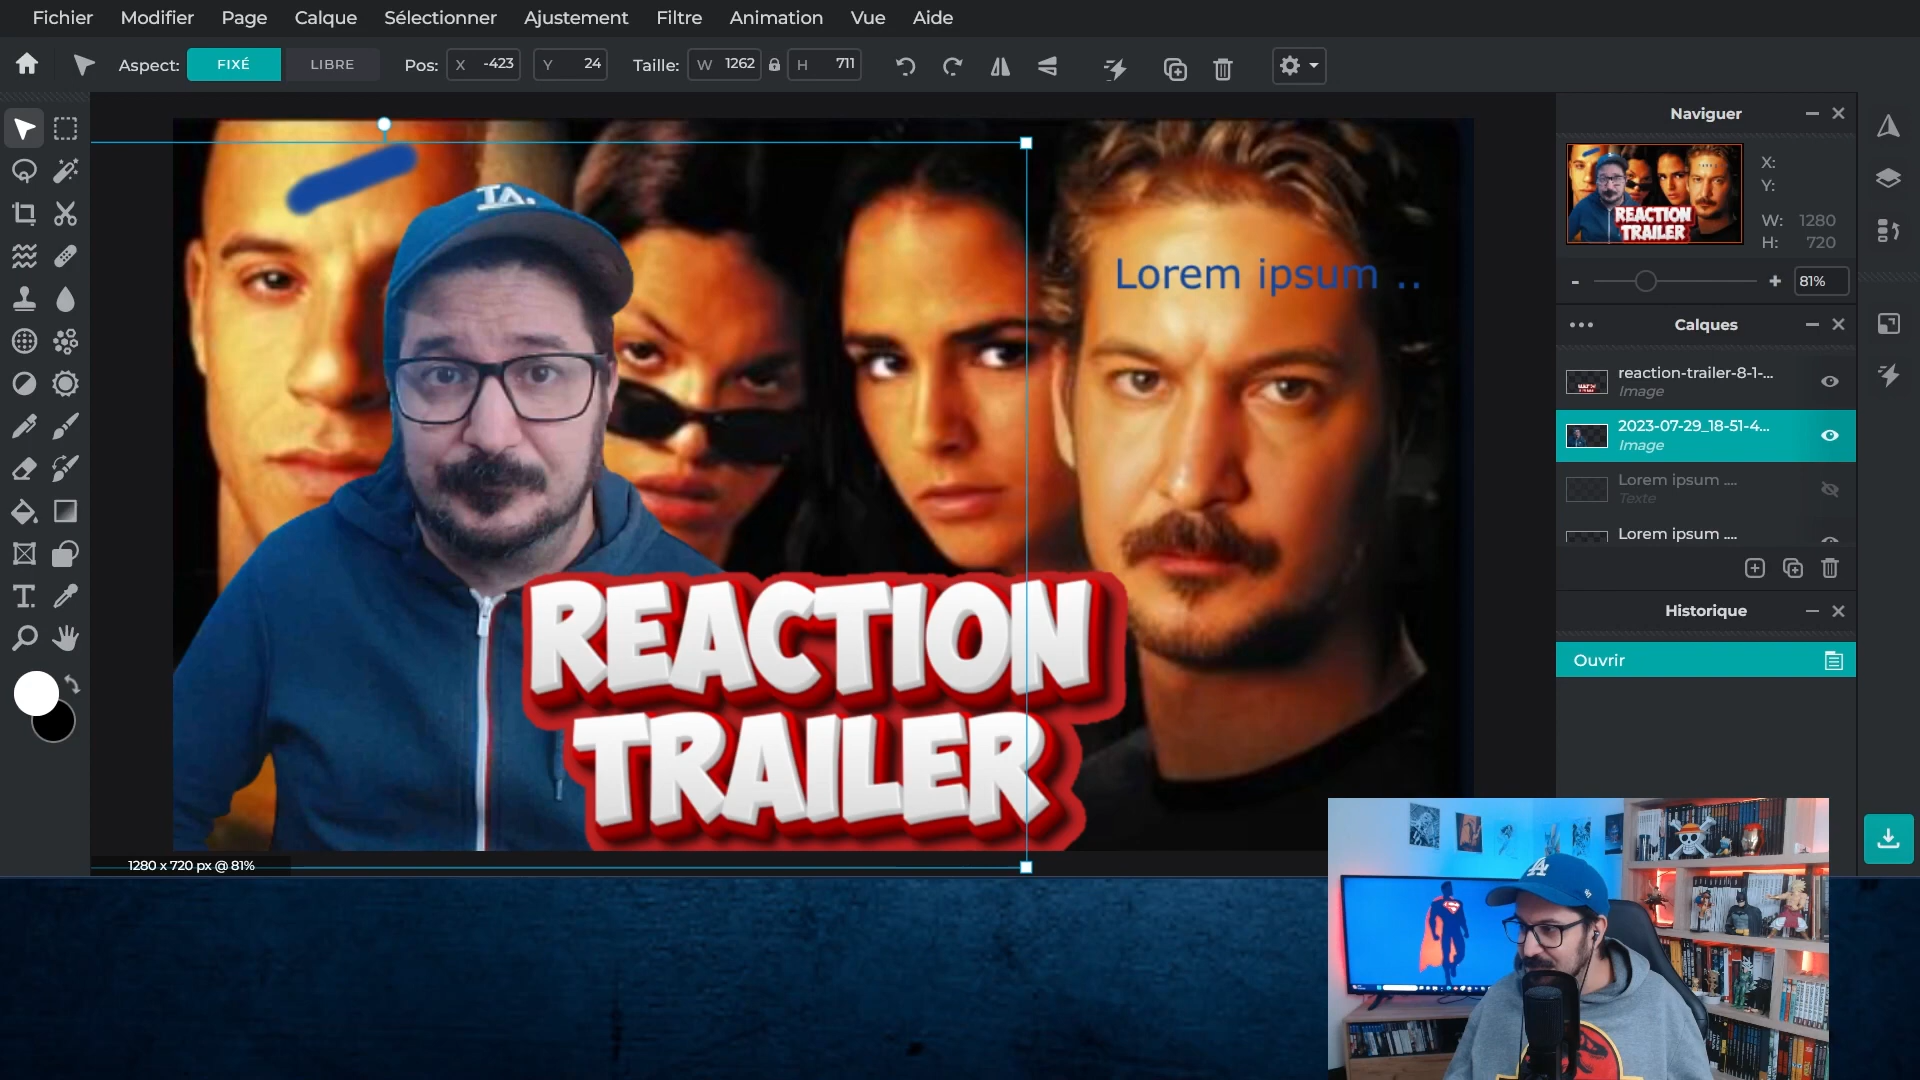 Fichier Modifier Page Calque Sélectionner Ajustement Filtre Animation Vue Aide
Aspect: FIXÉ LIBRE Pos: X -423 Y 24 Taille: W 1262 H 711
Naviguer
X:
Y:
W: 1280
H: 720
- + 81%
Calques
reaction-trailer-8-1-...
Image
2023-07-29_18-51-4...
Image
Lorem ipsum ....
Texte
Lorem ipsum ....
Historique
Ouvrir
LA.
Lorem ipsum ..
REACTION
TRAILER
1280 x 720 px @ 81%